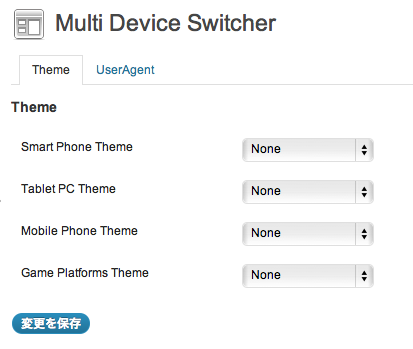 Multi Device Switcher
Theme UserAgent
Theme
Smart Phone Theme None
Tablet PC Theme None
Mobile Phone Theme None
Game Platforms Theme None
変更を保存